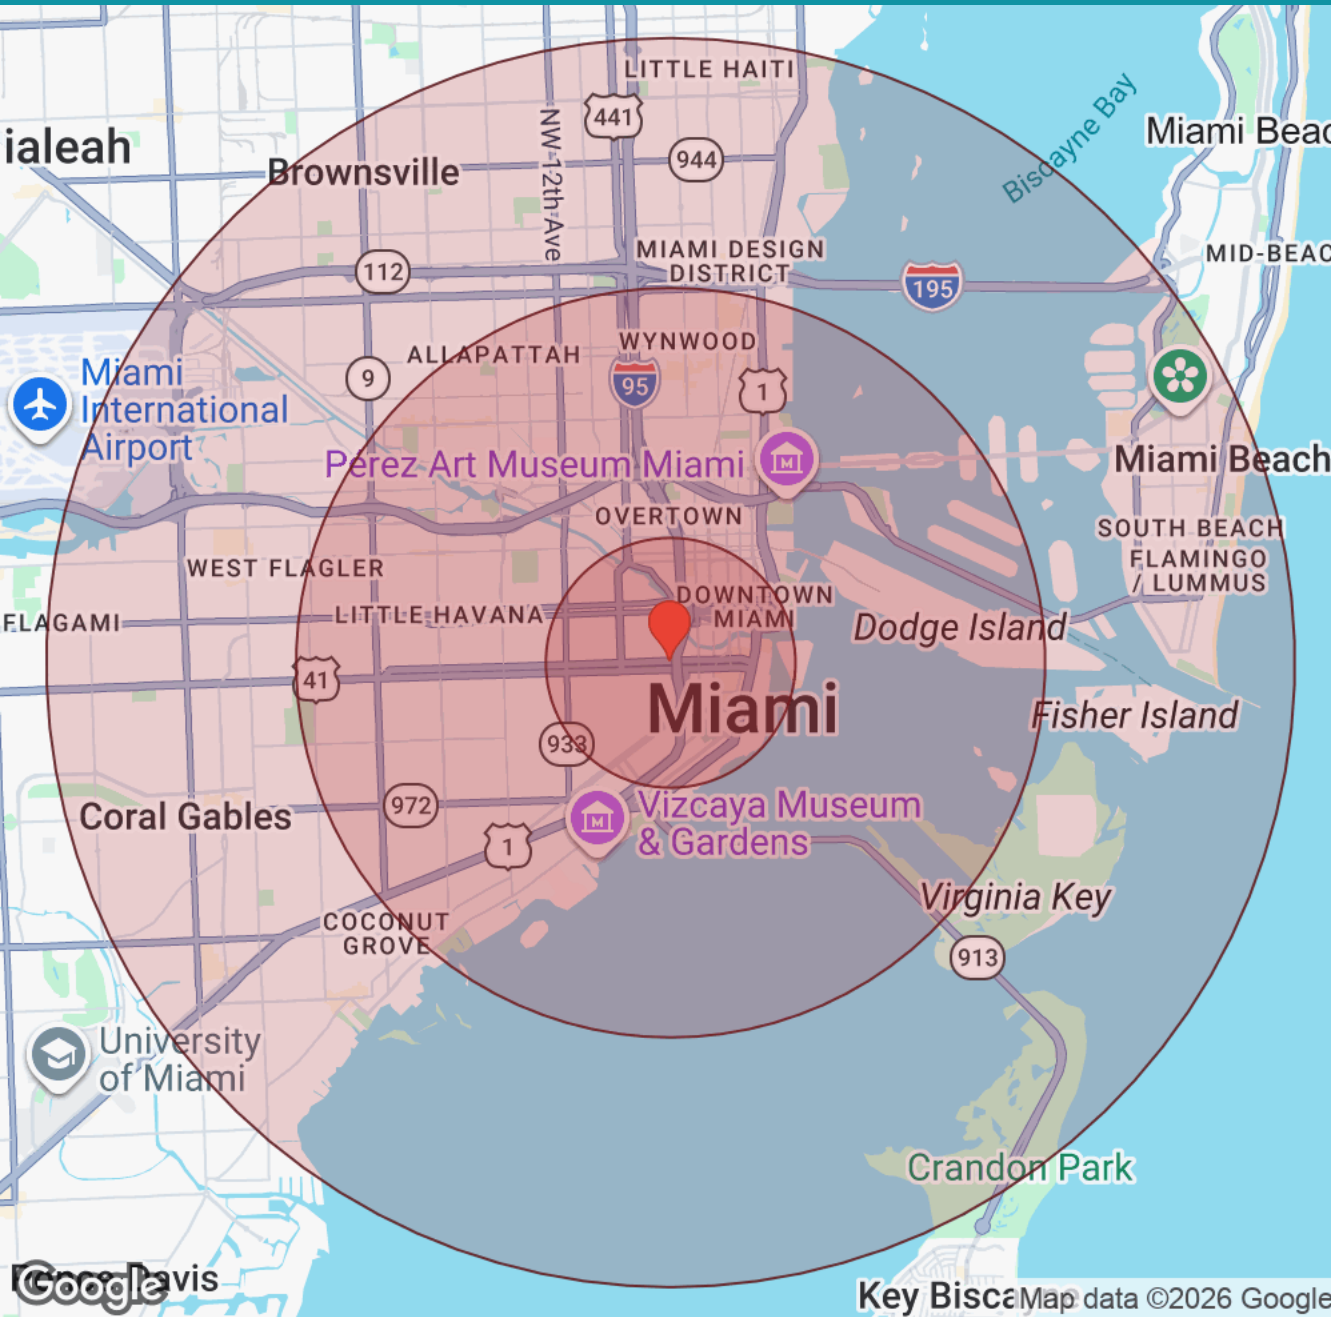 LITTLE HAITI
441
NW 12th Ave
944
Biscayne Bay
Miami Beac
ialeah
Brownsville
MIAMI DESIGN
DISTRICT
MID-BEAC
112
195
WYNWOOD
ALLAPATTAH
9
95
1
Miami
International
Airport
Pérez Art Museum Miami
Miami Beach
OVERTOWN
SOUTH BEACH
FLAMINGO
/ LUMMUS
WEST FLAGLER
DOWNTOWN
MIAMI
LITTLE HAVANA
FLAGAMI
Dodge Island
41
Miami
Fisher Island
933
Coral Gables
972
Vizcaya Museum
& Gardens
1
Virginia Key
COCONUT
GROVE
913
University
of Miami
Crandon Park
Davis
Google
Key Bisca
Map data ©2026 Google